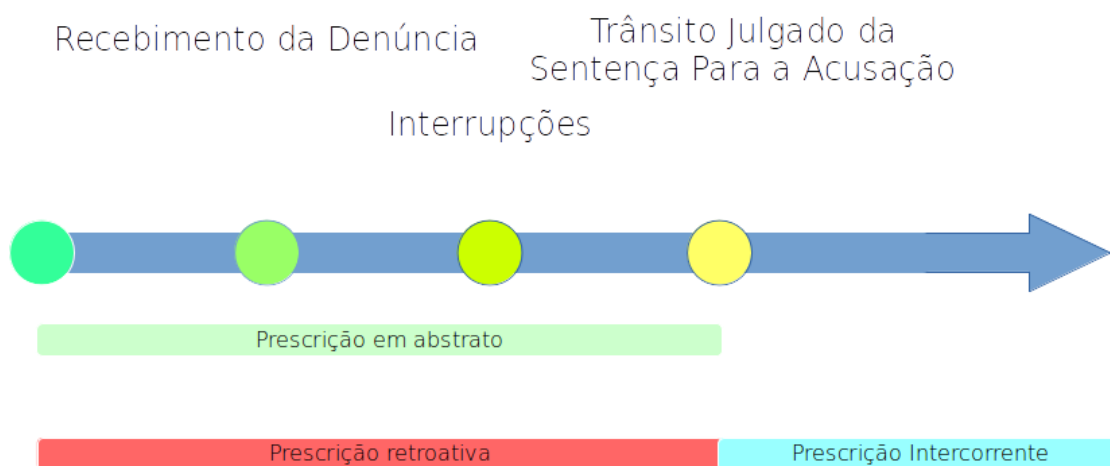 Recebimento da Denúncia
Trânsito Julgado da
Sentença Para a Acusação
Interrupções
Prescrição em abstrato
Prescrição retroativa
Prescrição Intercorrente